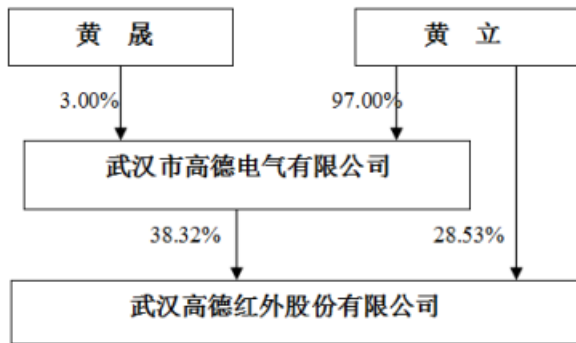 黄 晟
黄 立
3.00%
97.00%
武汉市高德电气有限公司
38.32%
28.53%
武汉高德红外股份有限公司